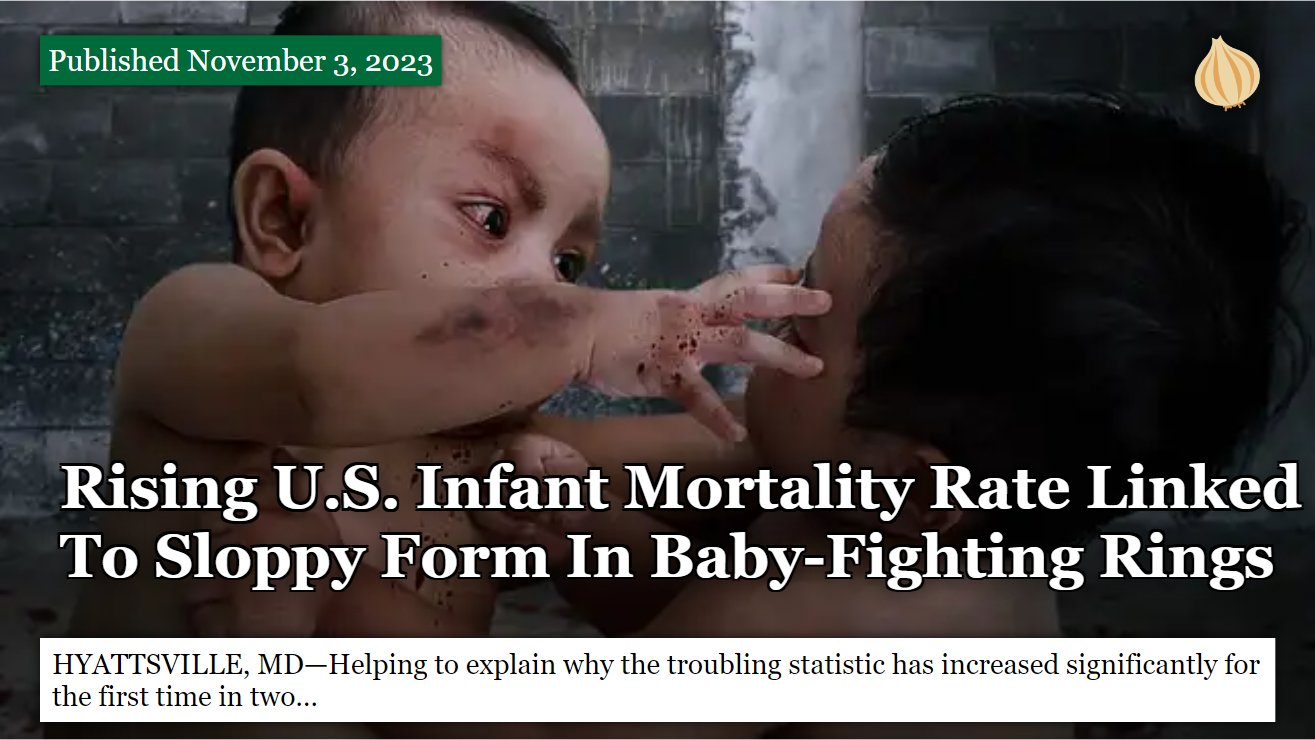 Published November 3, 2023
Rising U.S. Infant Mortality Rate Linked
To Sloppy Form In Baby-Fighting Rings
HYATTSVILLE, MD—Helping to explain why the troubling statistic has increased significantly for
the first time in two...